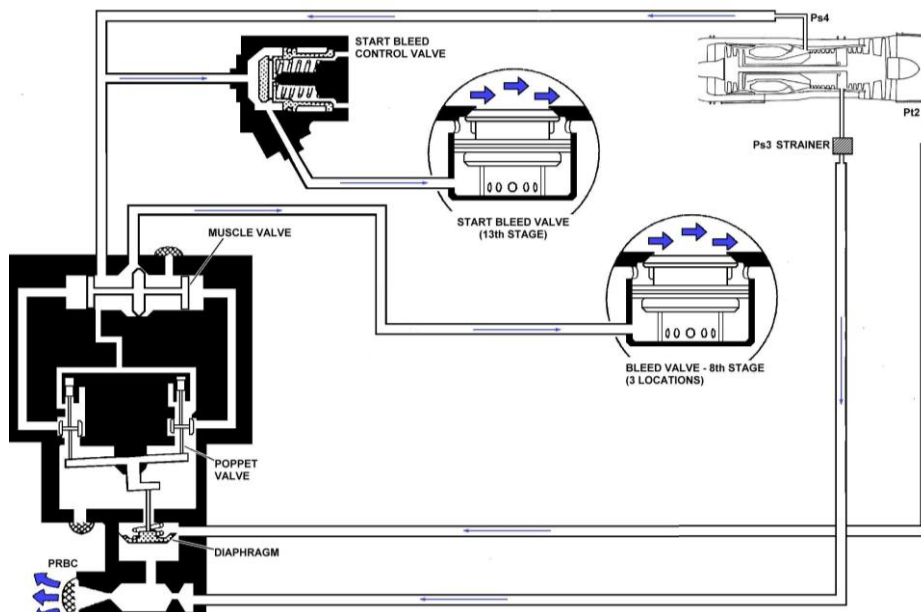 Ps4
START BLEED
CONTROL VALVE
Pt2
Ps3 STRAINER
START BLEED VALVE
(13th STAGE)
MUSCLE VALVE
BLEED VALVE - 8th STAGE
(3 LOCATIONS)
POPPET
VALVE
DIAPHRAGM
PRBC